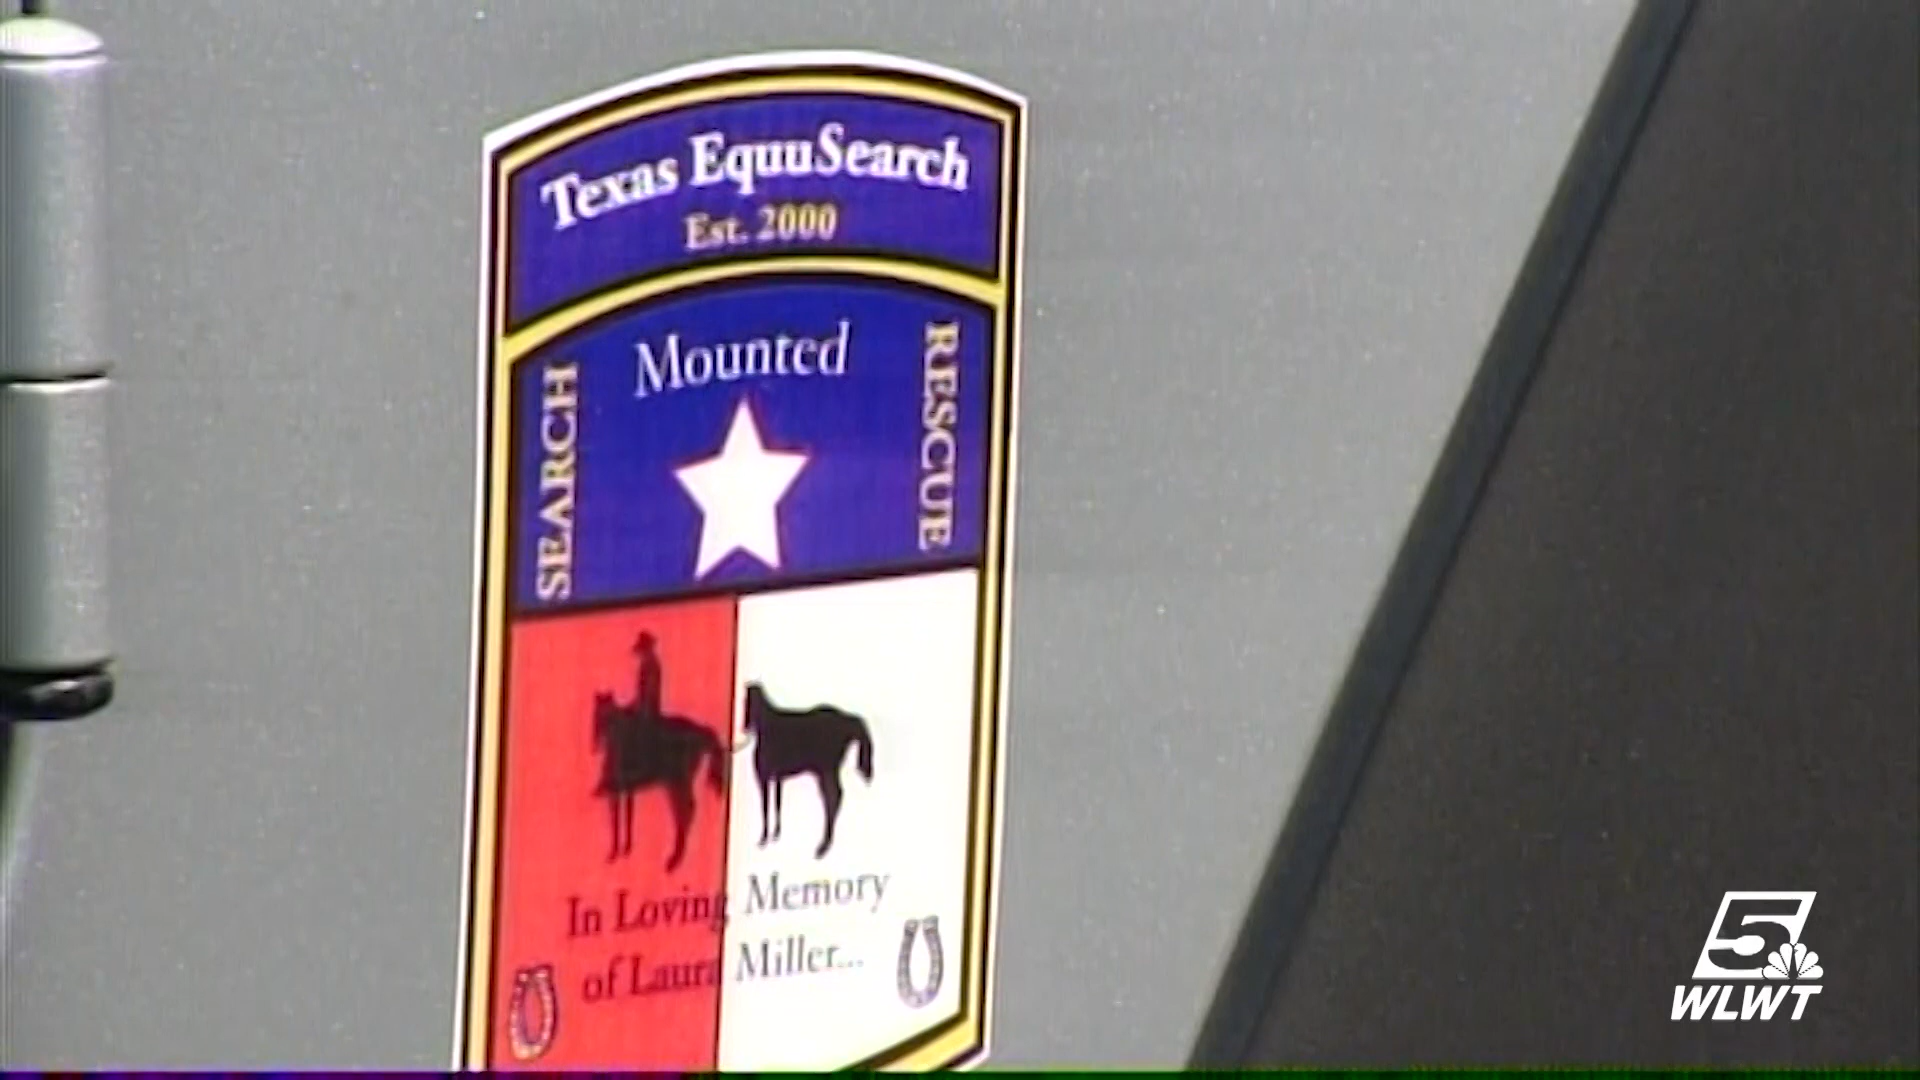 Texas EquuSearch
Est. 2000
Mounted
SEARCH
RESCUE
In Loving Memory
of Laura Miller...
5
WLWT